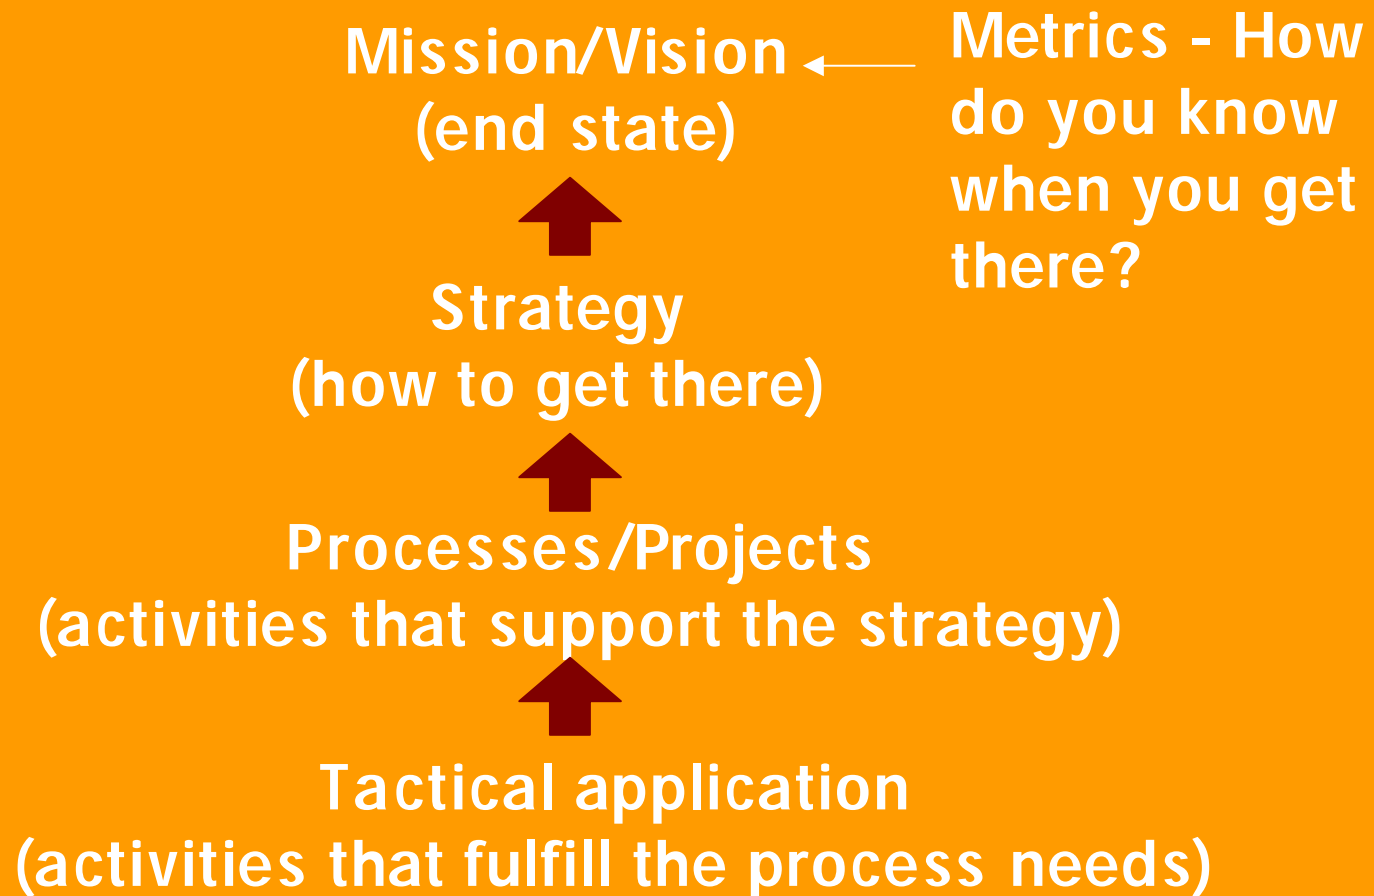 Mission/Vision
(end state)
Metrics - How
do you know
when you get
there?
Strategy
(how to get there)
Processes/Projects
(activities that support the strategy)
Tactical application
(activities that fulfill the process needs)